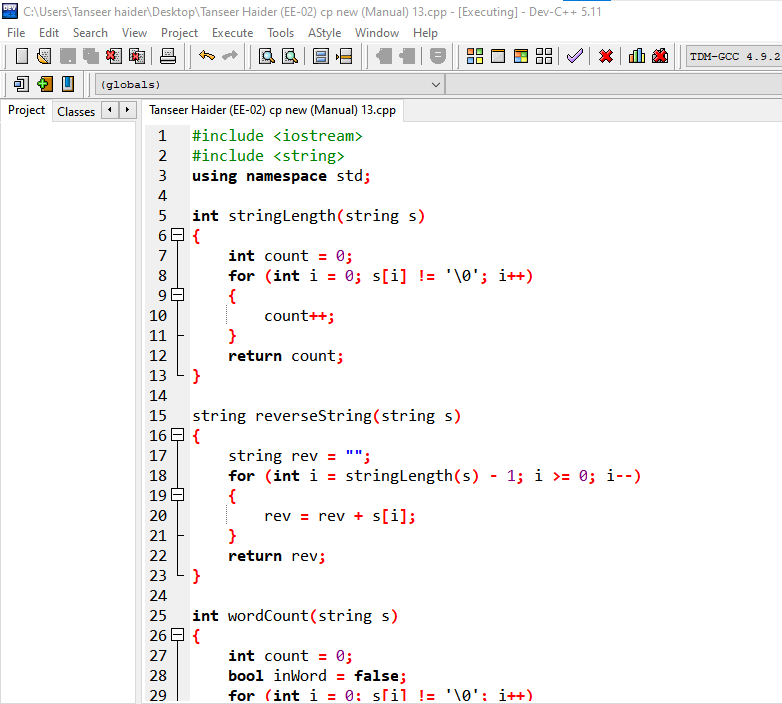 C:\Users\Tanseer haider\Desktop\Tanseer Haider (EE-02) cp new (Manual) 13.cpp - [Executing] - Dev-C++ 5.11
File Edit Search View Project Execute Tools AStyle Window Help
TDM-GCC 4.9.2
(globals)
Project Classes Tanseer Haider (EE-02) cp new (Manual) 13.cpp
1 #include <iostream>
2 #include <string>
3 using namespace std;
4
5 int stringLength(string s)
6 {
7 int count = 0;
8 for (int i = 0; s[i] != '\0'; i++)
9 {
10 count++;
11 }
12 return count;
13 }
14
15 string reverseString(string s)
16 {
17 string rev = "";
18 for (int i = stringLength(s) - 1; i >= 0; i--)
19 {
20 rev = rev + s[i];
21 }
22 return rev;
23 }
24
25 int wordCount(string s)
26 {
27 int count = 0;
28 bool inWord = false;
29 for (int i = 0; s[i] != '\0'; i++)